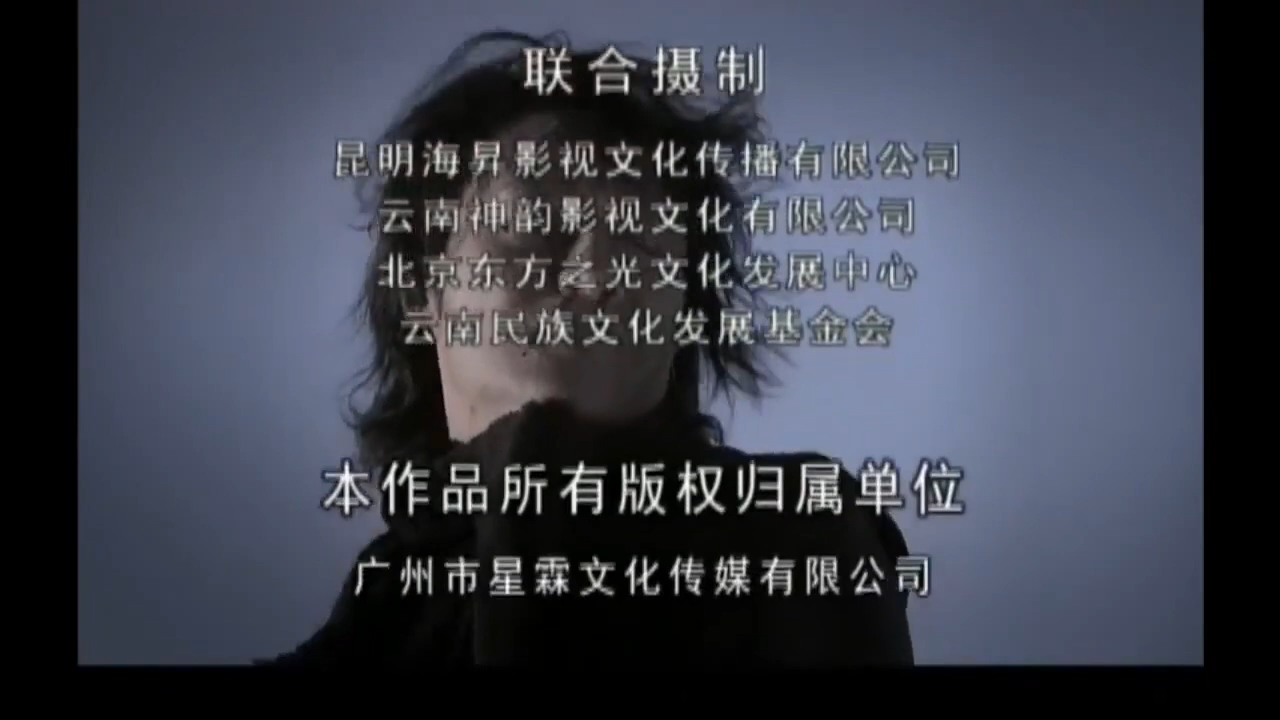 联合摄制
昆明海昇影视文化传播有限公司
云南神韵影视文化有限公司
北京东方之光文化发展中心
云南民族文化发展基金会
本作品所有版权归属单位
广州市星霖文化传媒有限公司